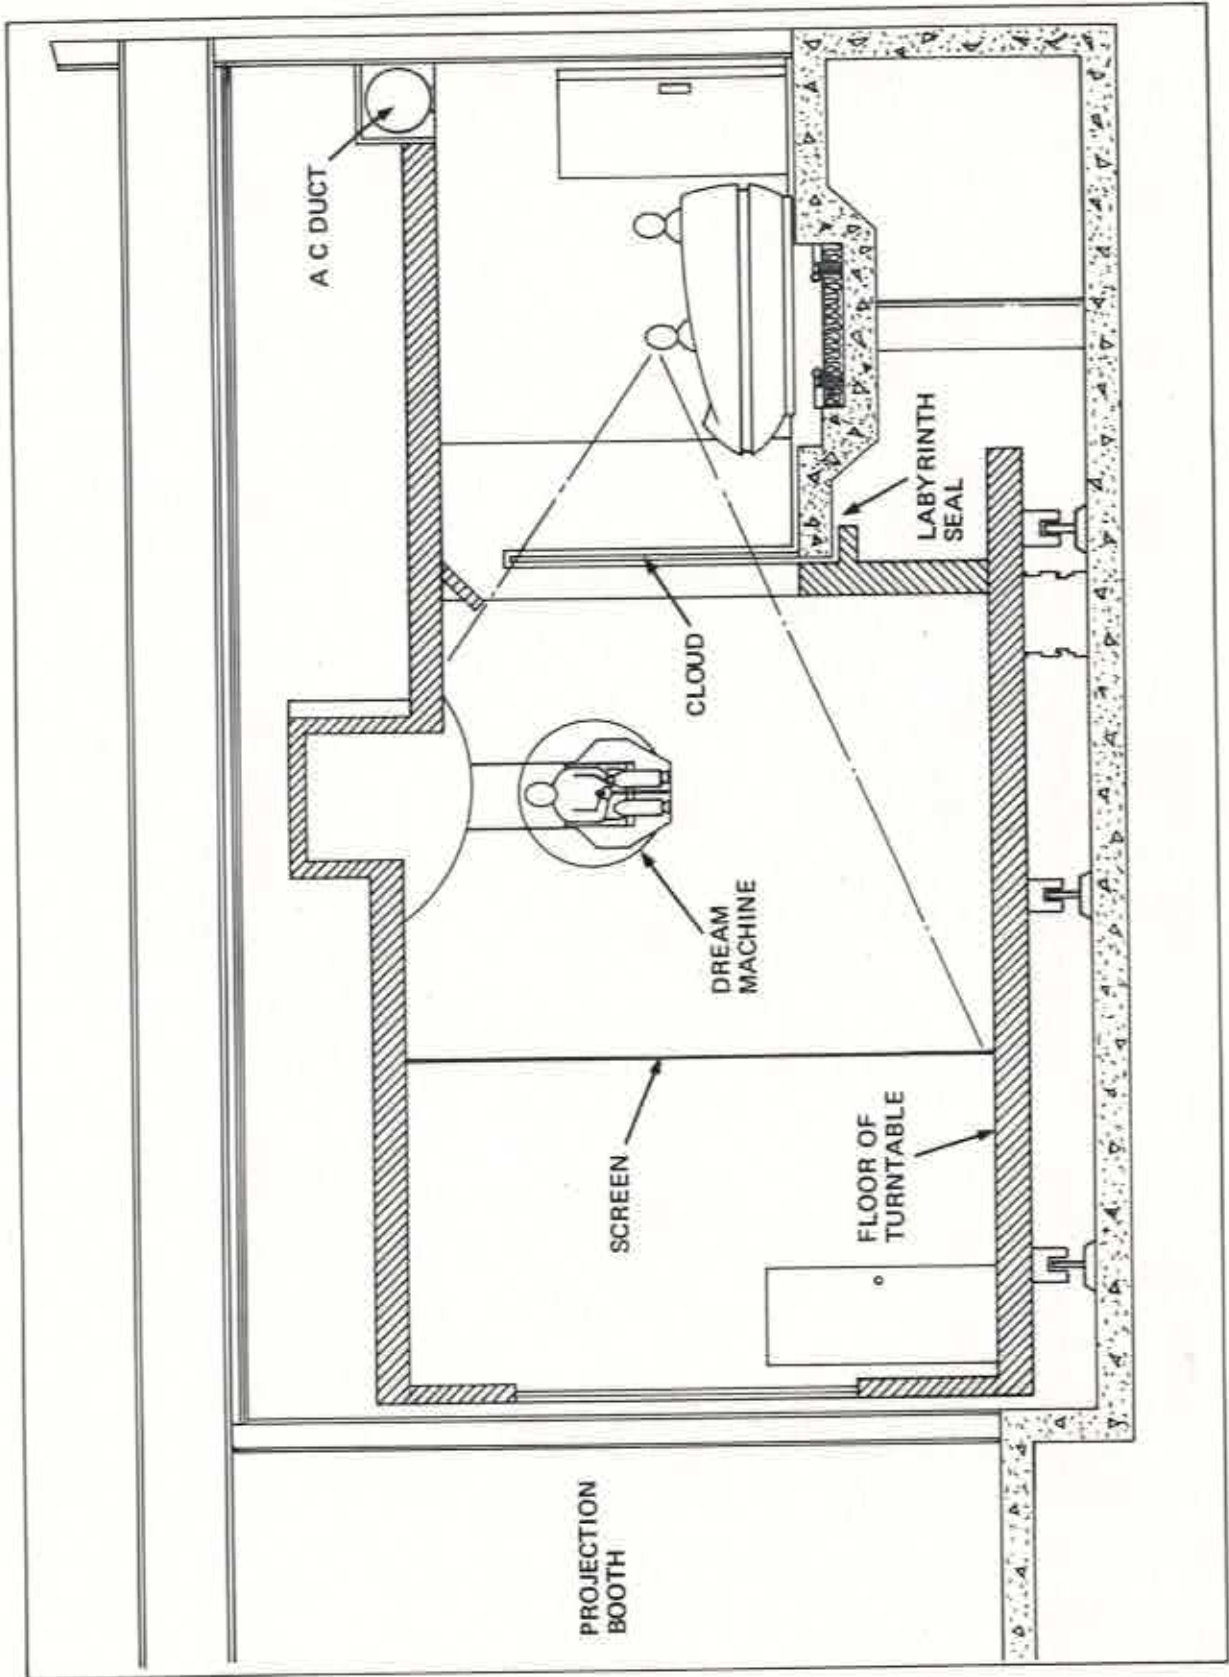 A C DUCT
PROJECTION
BOOTH
SCREEN
CLOUD
DREAM
MACHINE
FLOOR OF
TURNTABLE
LABYRINTH
SEAL